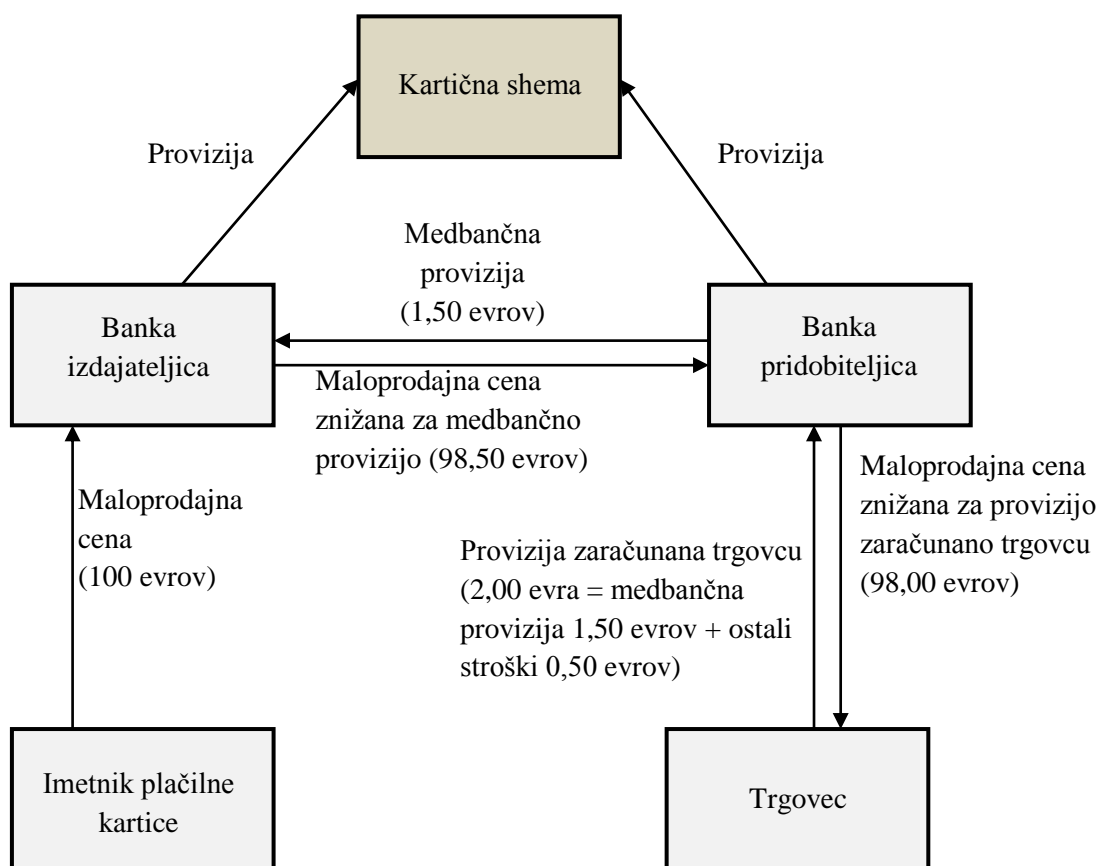 Kartična shema
Provizija
Provizija
Medbančna
provizija
(1,50 evrov)
Banka
izdajateljica
Banka
pridobiteljica
Maloprodajna cena
znižana za medbančno
provizijo (98,50 evrov)
Maloprodajna
cena
(100 evrov)
Provizija zaračunana trgovcu
(2,00 evra = medbančna
provizija 1,50 evrov + ostali
stroški 0,50 evrov)
Maloprodajna cena
znižana za provizijo
zaračunano trgovcu
(98,00 evrov)
Imetnik plačilne
kartice
Trgovec